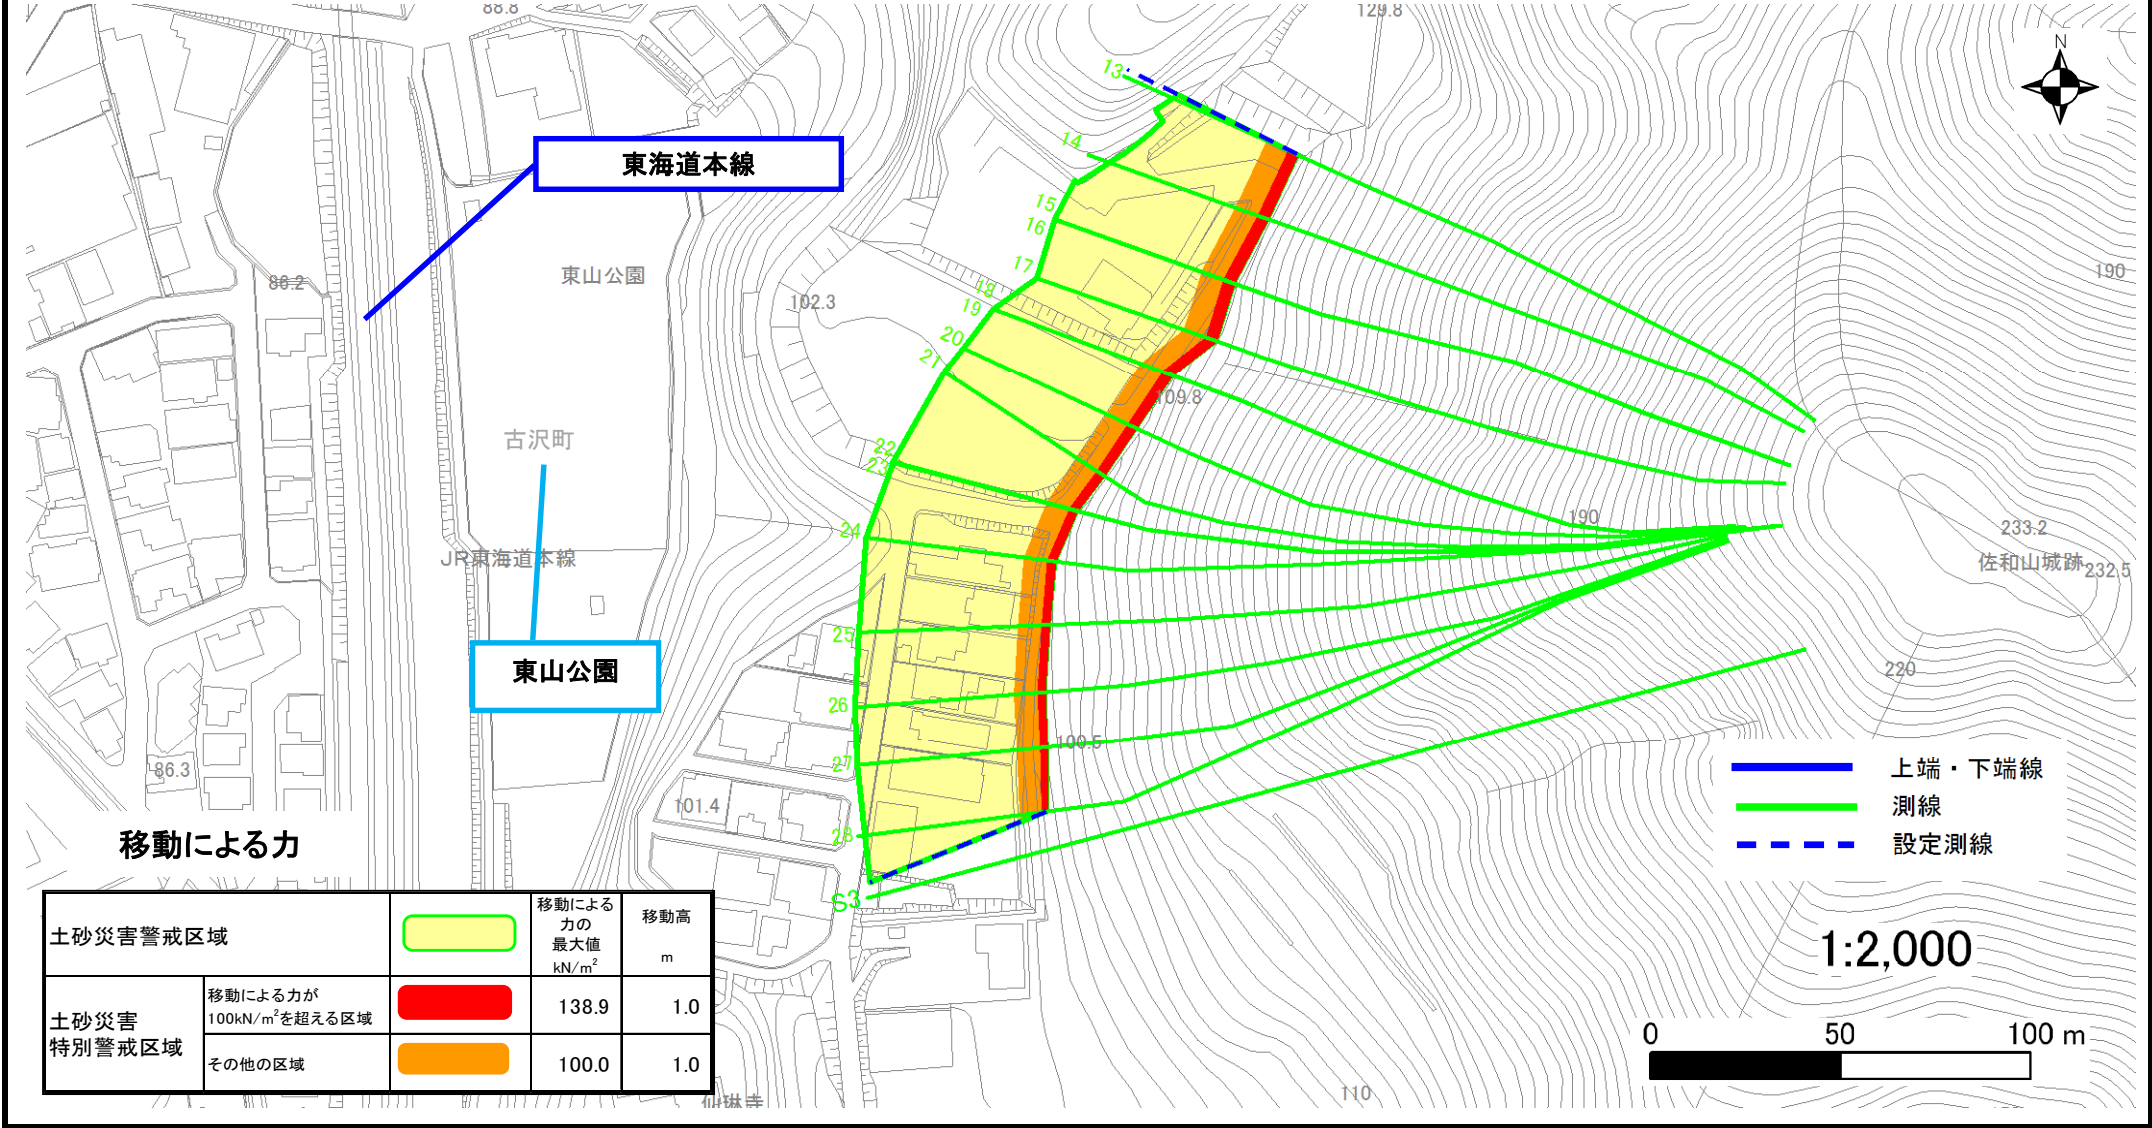 88.8
129.8
N
13
14
東海道本線
15
16
190
17
東山公園
86.2
18
102.3
19
20
21
109.8
古沢町
22
23
190
24
233.2
JR東海道本線
佐和山城跡
232.5
25
東山公園
220
26
100.5
27
86.3
上端・下端線
101.4
測線
28
設定測線
移動による力
S3
1:2,000
土砂災害警戒区域
移動による
力の
最大値
kN/m²
移動高
m
土砂災害
特別警戒区域
移動による力が
100kN/m²を超える区域
138.9
1.0
その他の区域
100.0
1.0
0 50 100 m
110
仙琳寺